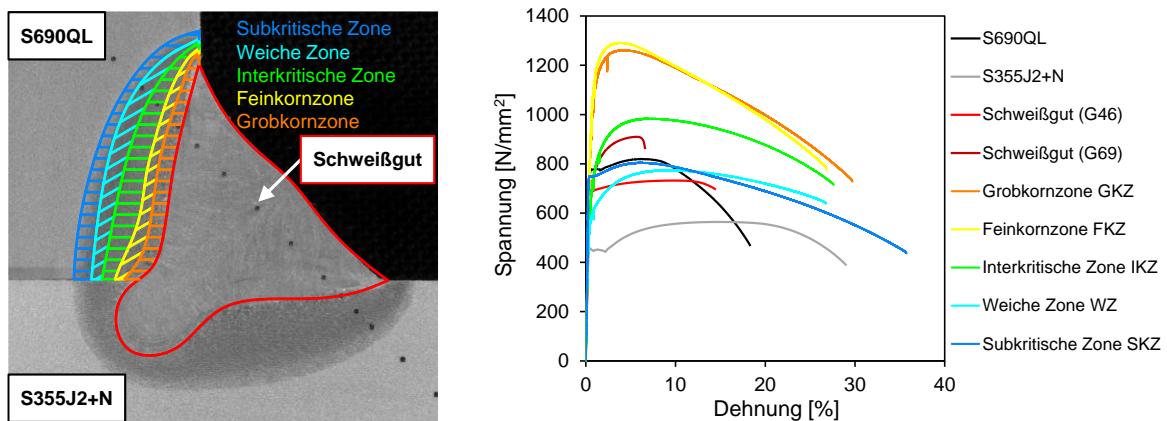 S690QL
Subkritische Zone
Weiche Zone
Interkritische Zone
Feinkornzone
Grobkornzone
Schweißgut
S355J2+N
Spannung [N/mm²]
1400
1200
1000
800
600
400
200
0
0
10
20
30
40
Dehnung [%]
S690QL
S355J2+N
Schweißgut (G46)
Schweißgut (G69)
Grobkornzone GKZ
Feinkornzone FKZ
Interkritische Zone IKZ
Weiche Zone WZ
Subkritische Zone SKZ